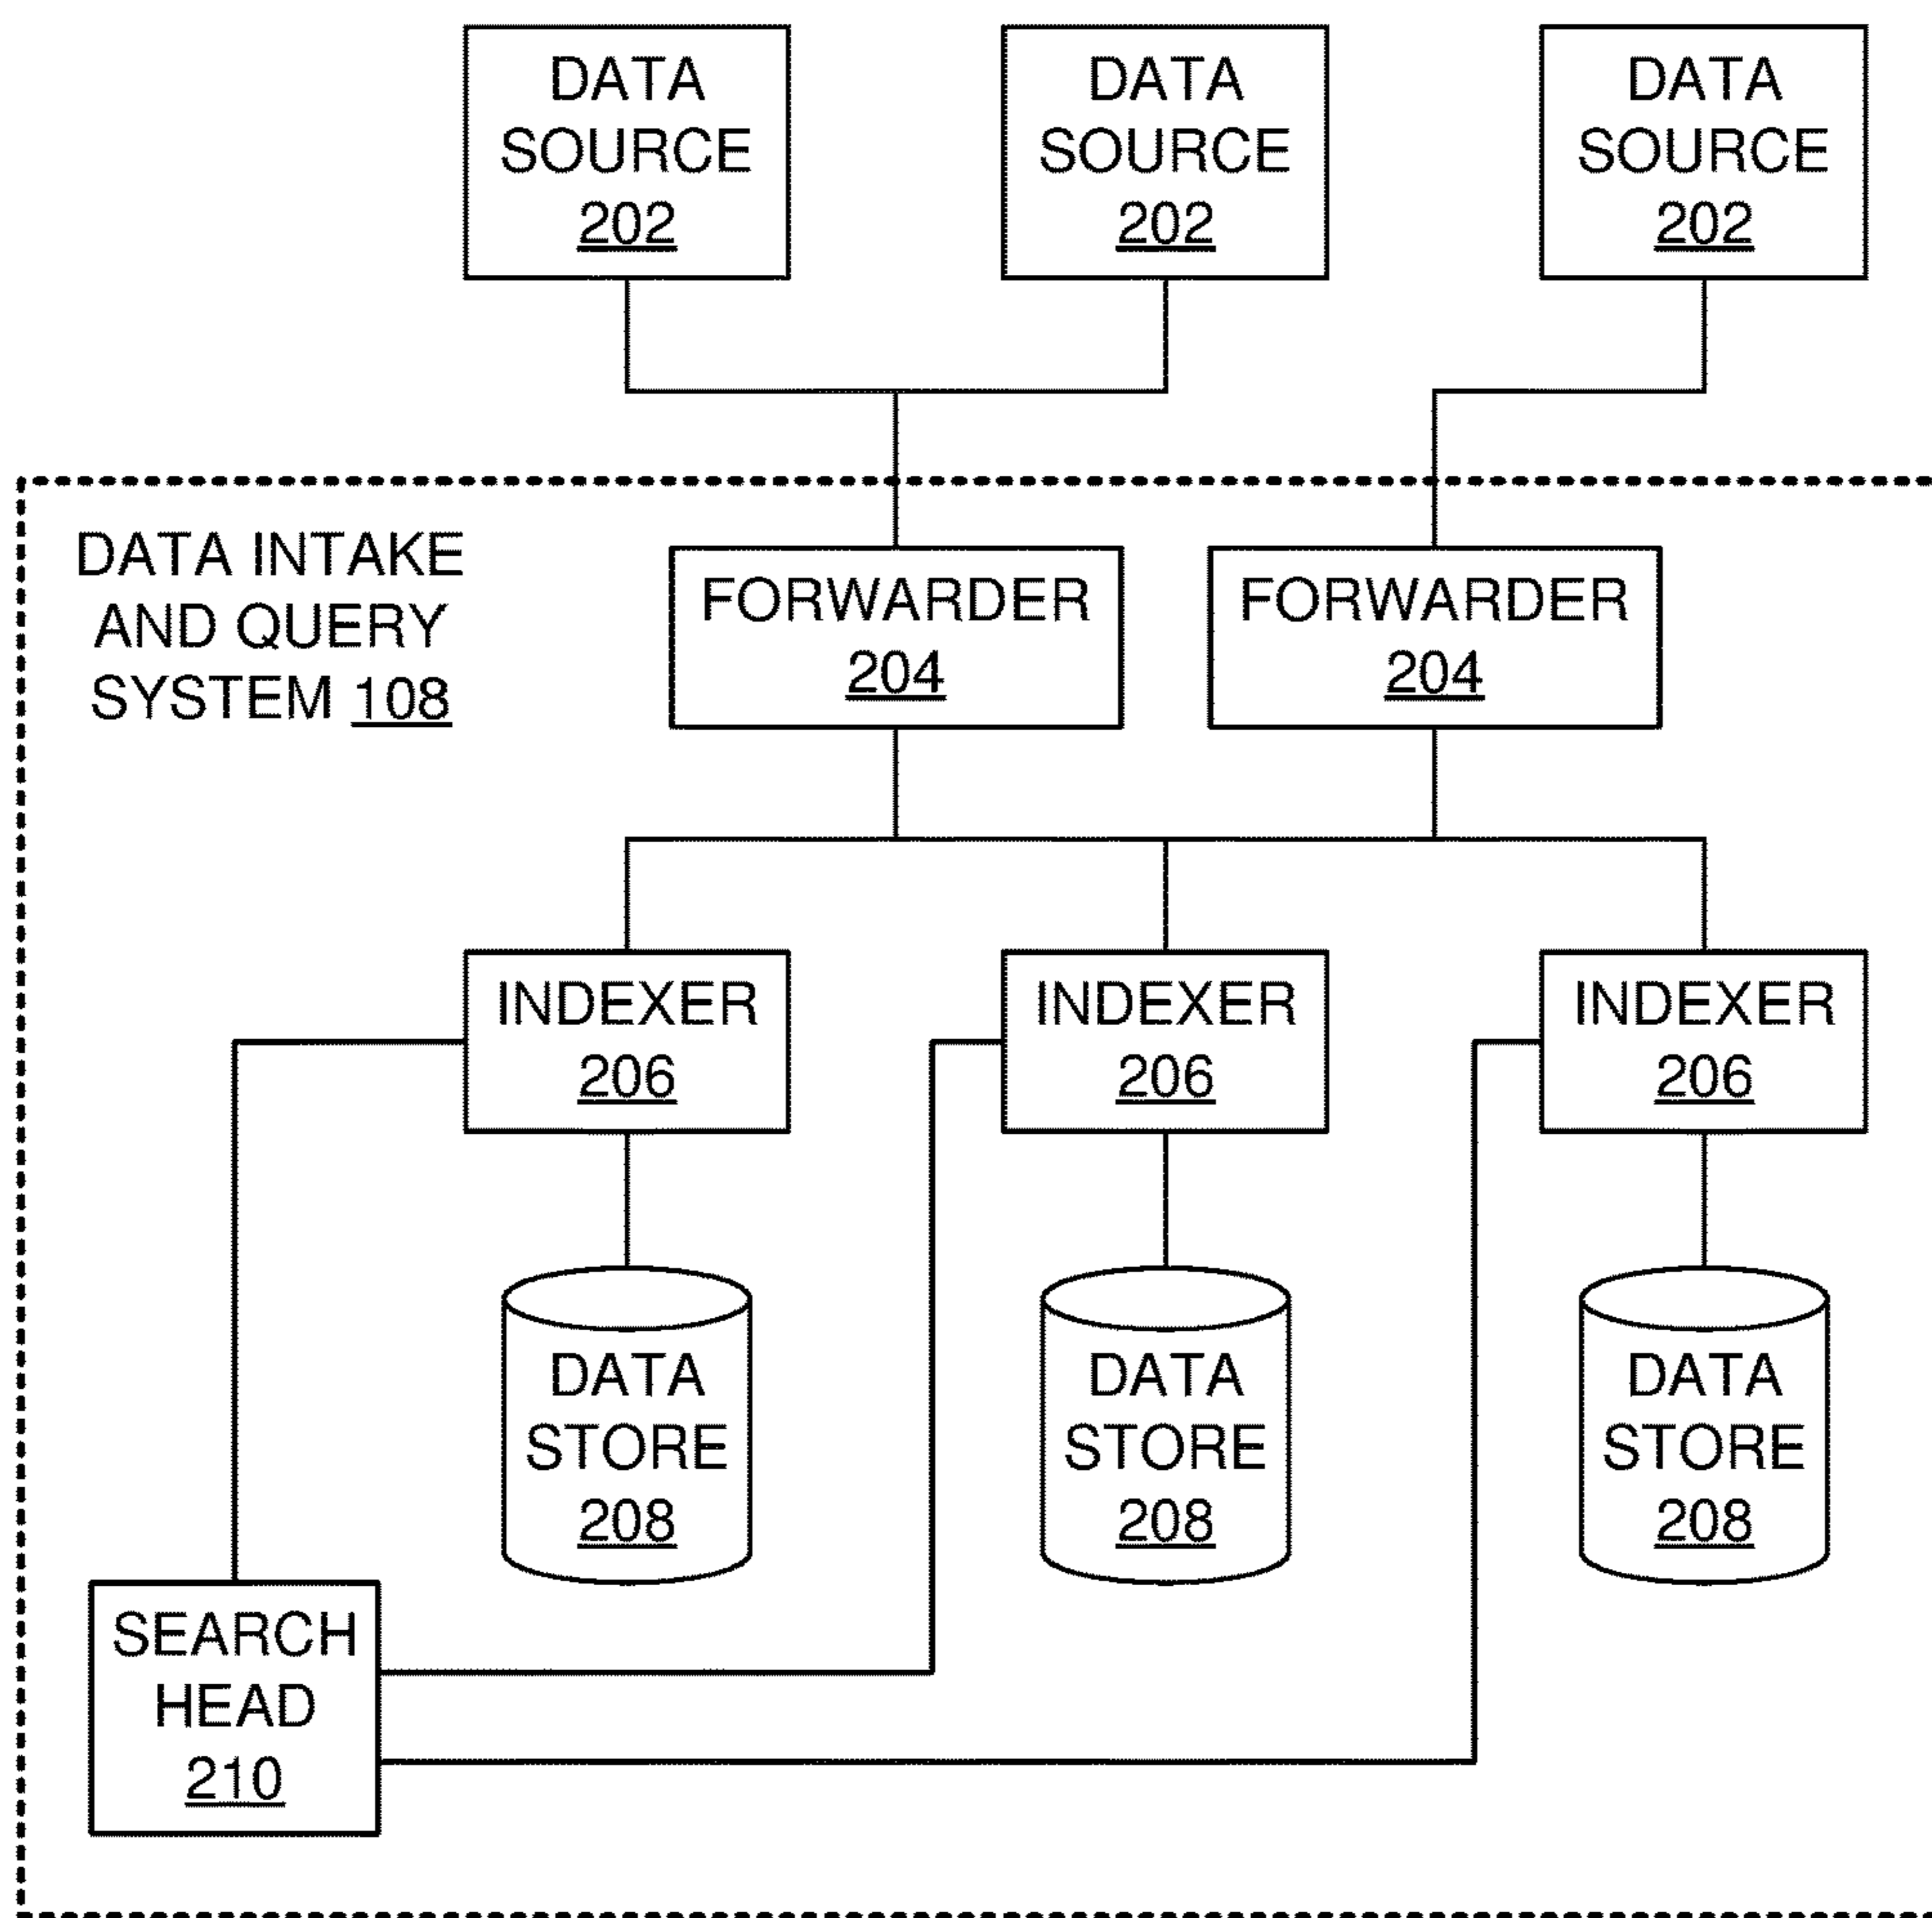 DATA
SOURCE
202
DATA
SOURCE
202
DATA
SOURCE
202
DATA INTAKE
AND QUERY
SYSTEM 108
FORWARDER
204
FORWARDER
204
INDEXER
206
INDEXER
206
INDEXER
206
DATA
STORE
208
DATA
STORE
208
DATA
STORE
208
SEARCH
HEAD
210